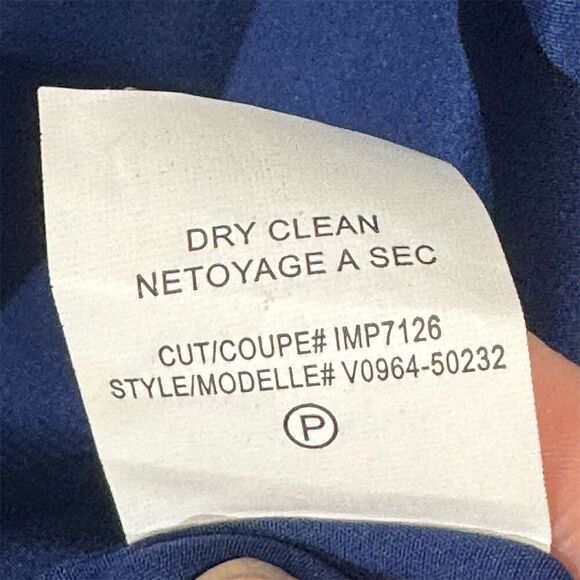 DRY CLEAN
NETOYAGE A SEC
CUT/COUPE# IMP7126
STYLE/MODELLE# V0964-50232
P